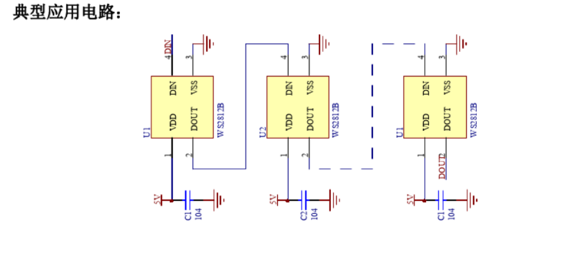 典型应用电路：
4 DIN
3
4
3
4
3
DIN VSS
DIN VSS
DIN VSS
VDD DOUT
VDD DOUT
VDD DOUT
U1
WS2812B
U2
WS2812B
U1
WS2812B
1
2
1
2
1
DOUT
5V
C1
104
5V
C2
104
5V
C1
104